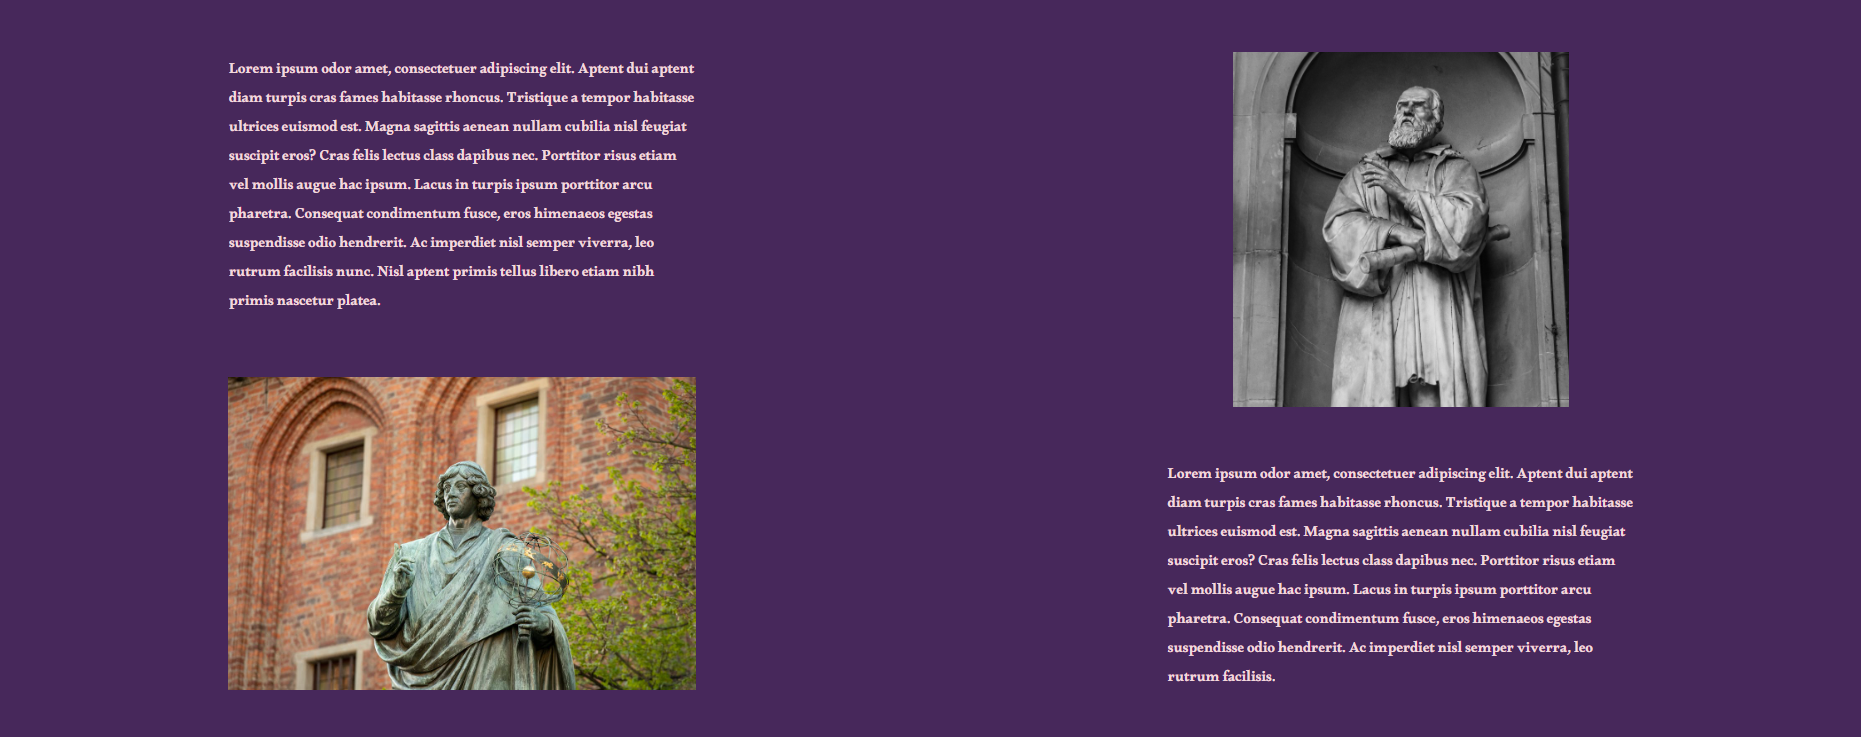 Lorem ipsum odor amet, consectetuer adipiscing elit. Aptent dui aptent
diam turpis cras fames habitasse rhoncus. Tristique a tempor habitasse
ultrices euismod est. Magna sagittis aenean nullam cubilia nisl feugiat
suscipit eros? Cras felis lectus class dapibus nec. Porttitor risus etiam
vel mollis augue hac ipsum. Lacus in turpis ipsum porttitor arcu
pharetra. Consequat condimentum fusce, eros himenaeos egestas
suspendisse odio hendrerit. Ac imperdiet nisl semper viverra, leo
rutrum facilisis nunc. Nisl aptent primis tellus libero etiam nibh
primis nascetur platea.
Lorem ipsum odor amet, consectetuer adipiscing elit. Aptent dui aptent
diam turpis cras fames habitasse rhoncus. Tristique a tempor habitasse
ultrices euismod est. Magna sagittis aenean nullam cubilia nisl feugiat
suscipit eros? Cras felis lectus class dapibus nec. Porttitor risus etiam
vel mollis augue hac ipsum. Lacus in turpis ipsum porttitor arcu
pharetra. Consequat condimentum fusce, eros himenaeos egestas
suspendisse odio hendrerit. Ac imperdiet nisl semper viverra, leo
rutrum facilisis.